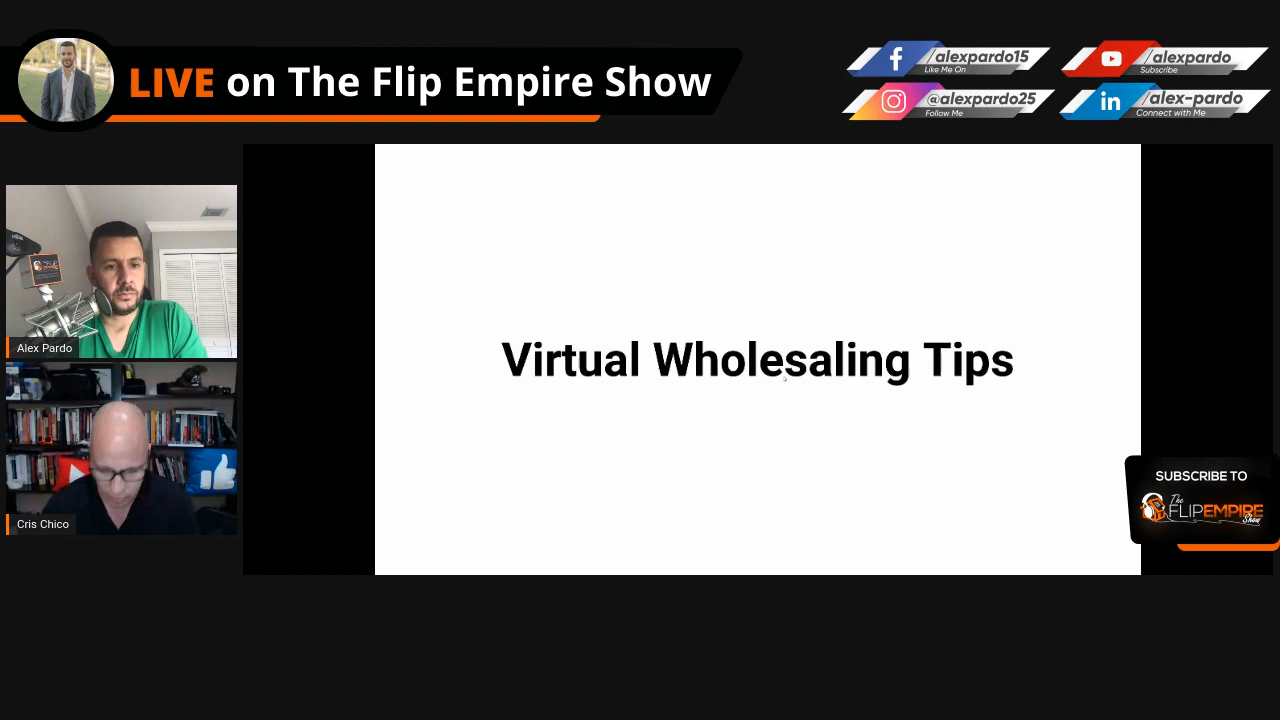 LIVE on The Flip Empire Show
/alexpardo15
Like Me On
/alexpardo
Subscribe
@alexpardo25
Follow Me
/alex-pardo
Connect with Me
Alex Pardo
Cris Chico
Virtual Wholesaling Tips
SUBSCRIBE TO
The
FLIPEMPIRE
Show